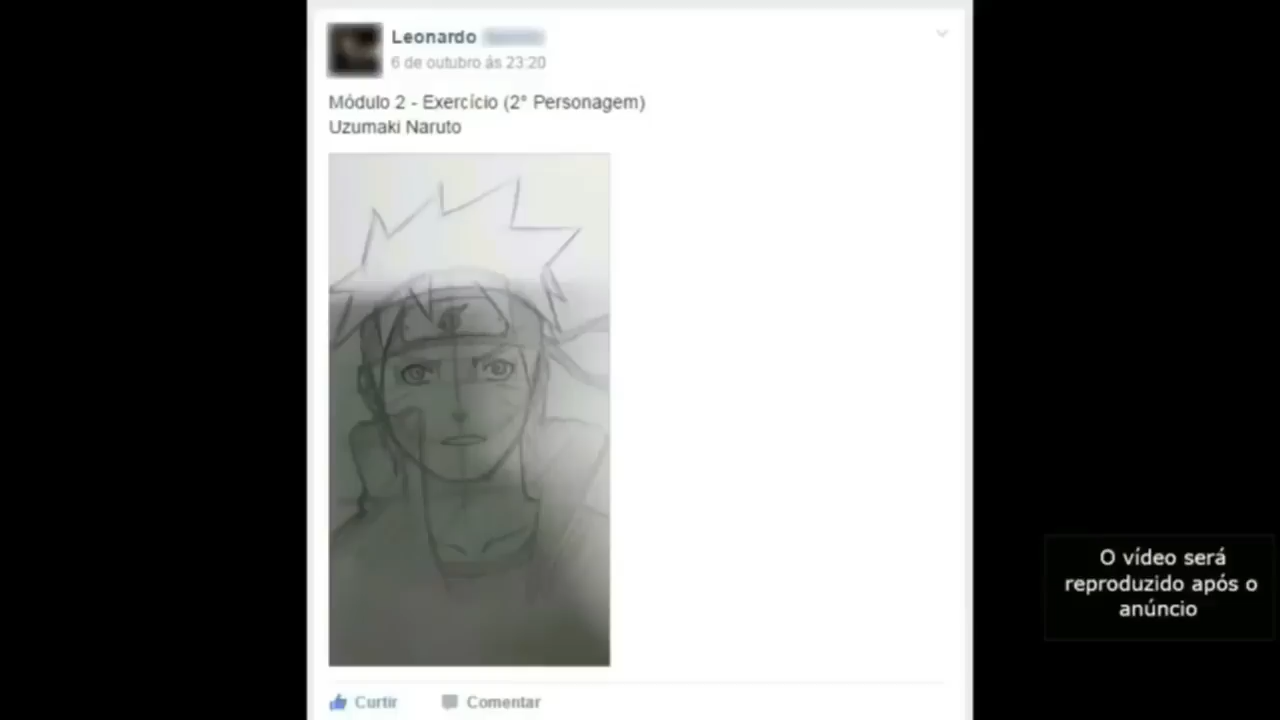 Leonardo
6 de outubro ás 23:20
Módulo 2 - Exercício (2° Personagem)
Uzumaki Naruto
O vídeo será
reproduzido após o
anúncio
Curtir
Comentar